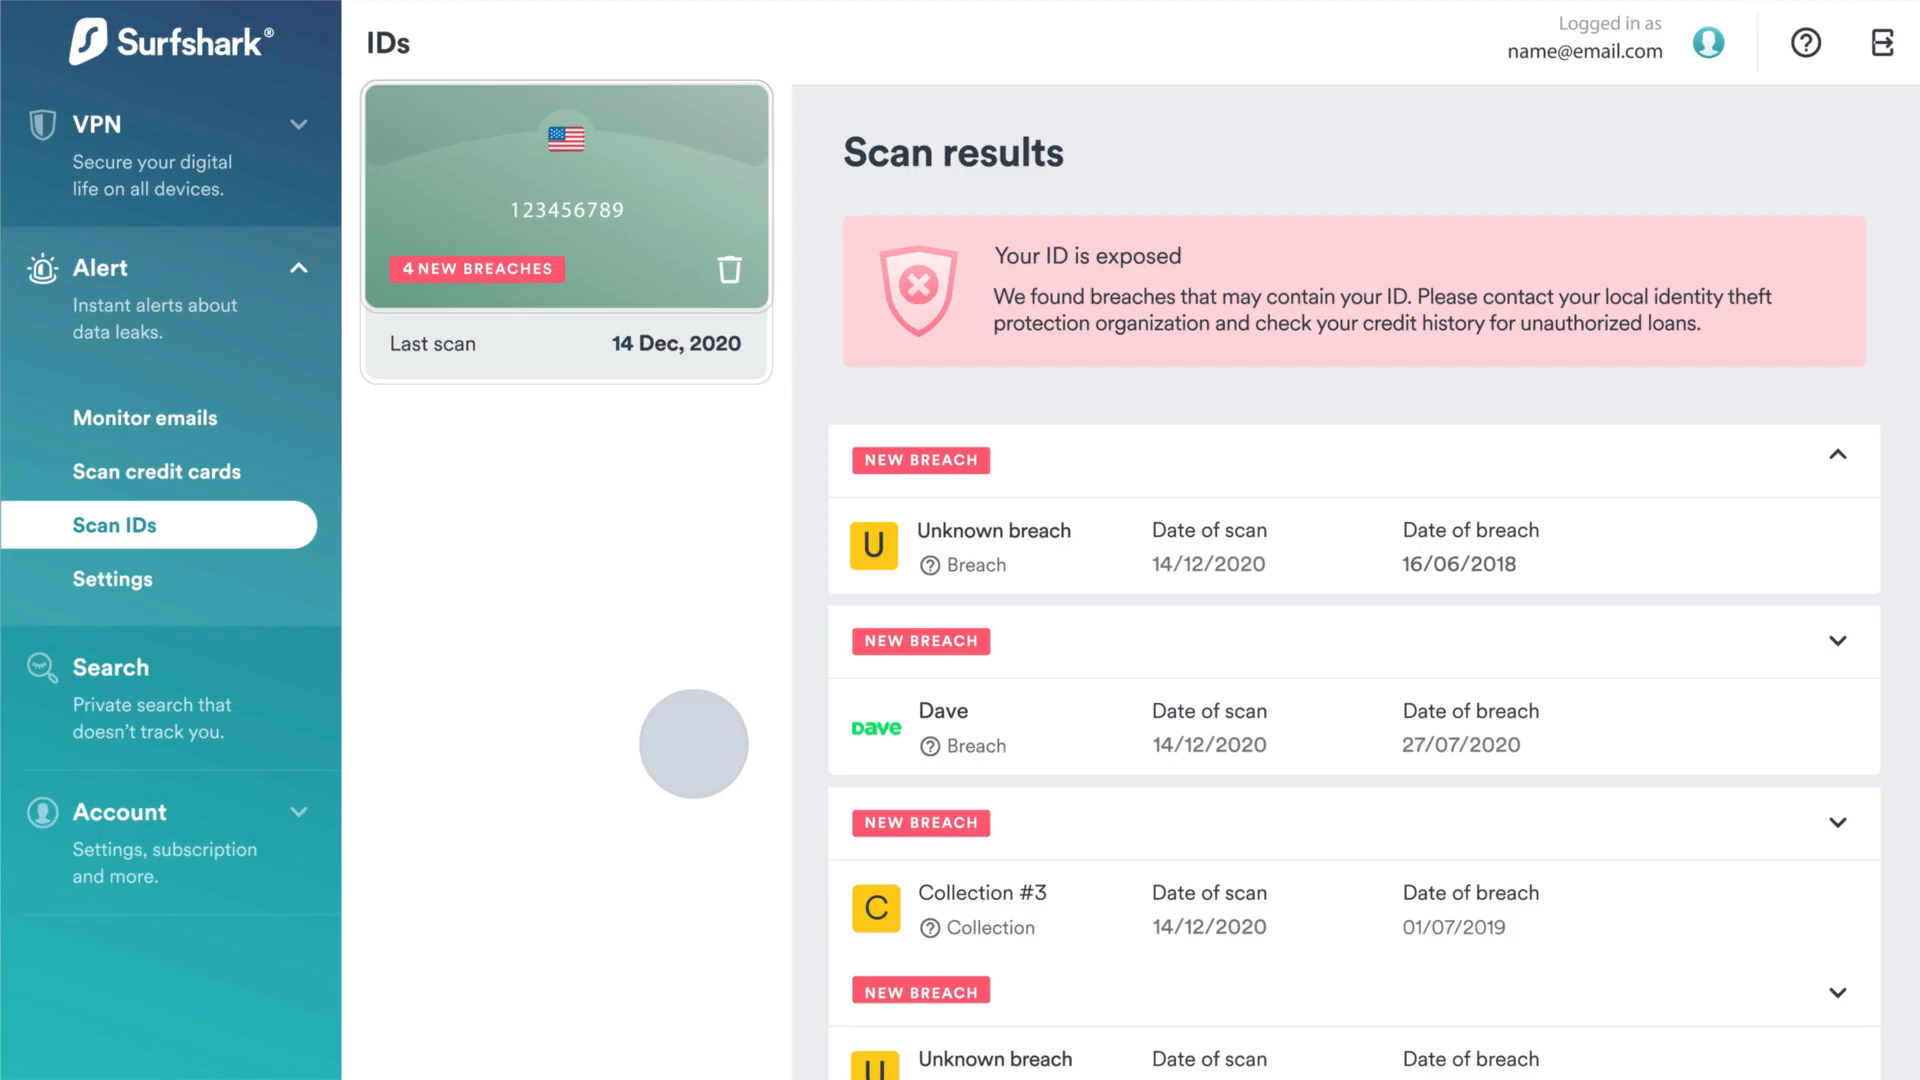 Surfshark®
VPN
Secure your digital
life on all devices.
Alert
Instant alerts about
data leaks.
Monitor emails
Scan credit cards
Scan IDs
Settings
Search
Private search that
doesn't track you.
Account
Settings, subscription
and more.
IDs
Logged in as
name@email.com
123456789
4 NEW BREACHES
Last scan 14 Dec, 2020
Scan results
Your ID is exposed
We found breaches that may contain your ID. Please contact your local identity theft
protection organization and check your credit history for unauthorized loans.
NEW BREACH
U Unknown breach Date of scan Date of breach
Breach 14/12/2020 16/06/2018
NEW BREACH
Dave Dave Date of scan Date of breach
Breach 14/12/2020 27/07/2020
NEW BREACH
C Collection #3 Date of scan Date of breach
Collection 14/12/2020 01/07/2019
NEW BREACH
U Unknown breach Date of scan Date of breach